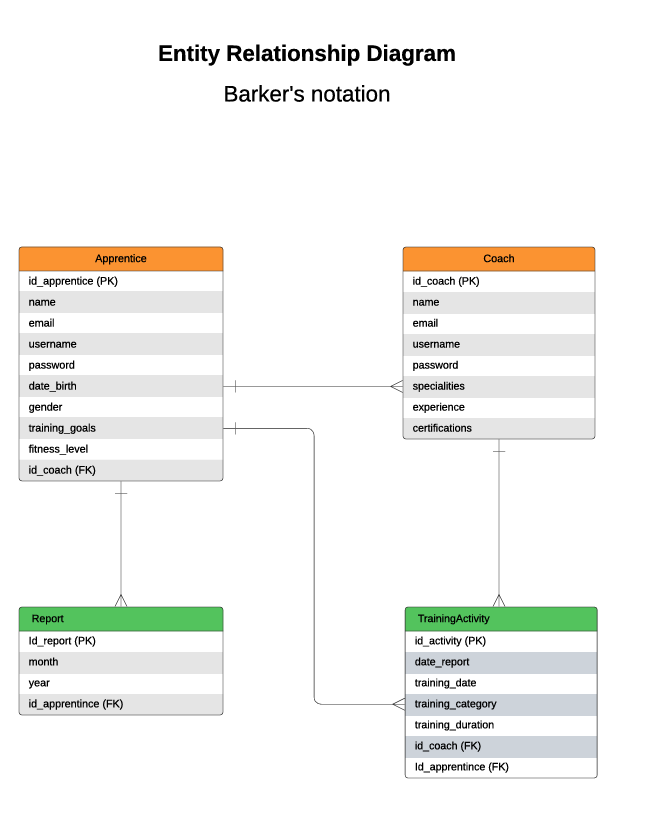 Entity Relationship Diagram
Barker's notation
Apprentice
id_apprentice (PK)
name
email
username
password
date_birth
gender
training_goals
fitness_level
id_coach (FK)
Coach
id_coach (PK)
name
email
username
password
specialities
experience
certifications
Report
Id_report (PK)
month
year
id_apprentince (FK)
TrainingActivity
id_activity (PK)
date_report
training_date
training_category
training_duration
id_coach (FK)
Id_apprentince (FK)